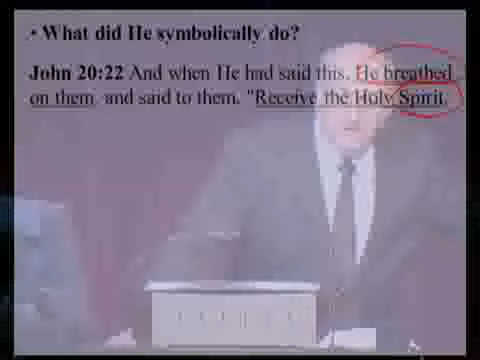 • What did He symbolically do?
John 20:22 And when He had said this, He breathed
on them, and said to them, "Receive the Holy Spirit.